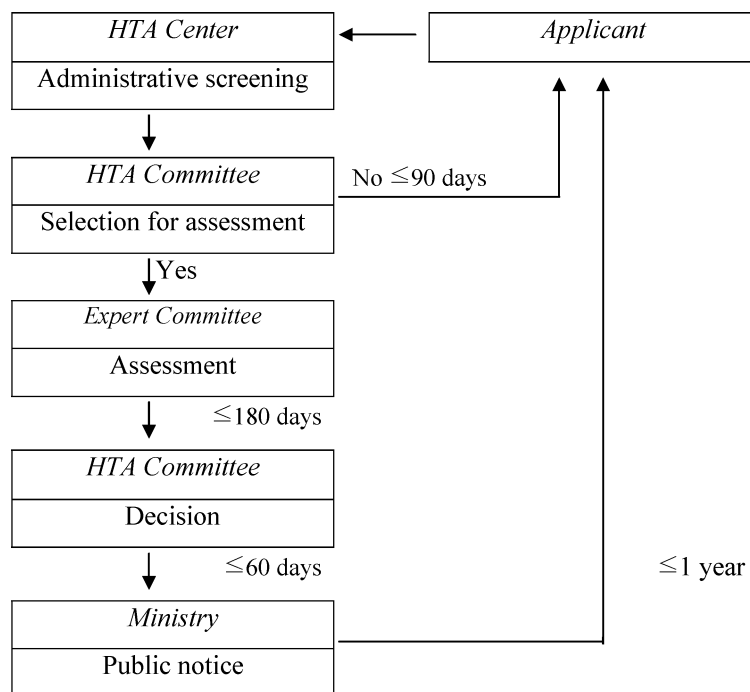 HTA Center
Applicant
Administrative screening
HTA Committee
No ≤90 days
Selection for assessment
Yes
Expert Committee
Assessment
≤180 days
HTA Committee
Decision
≤60 days
≤1 year
Ministry
Public notice